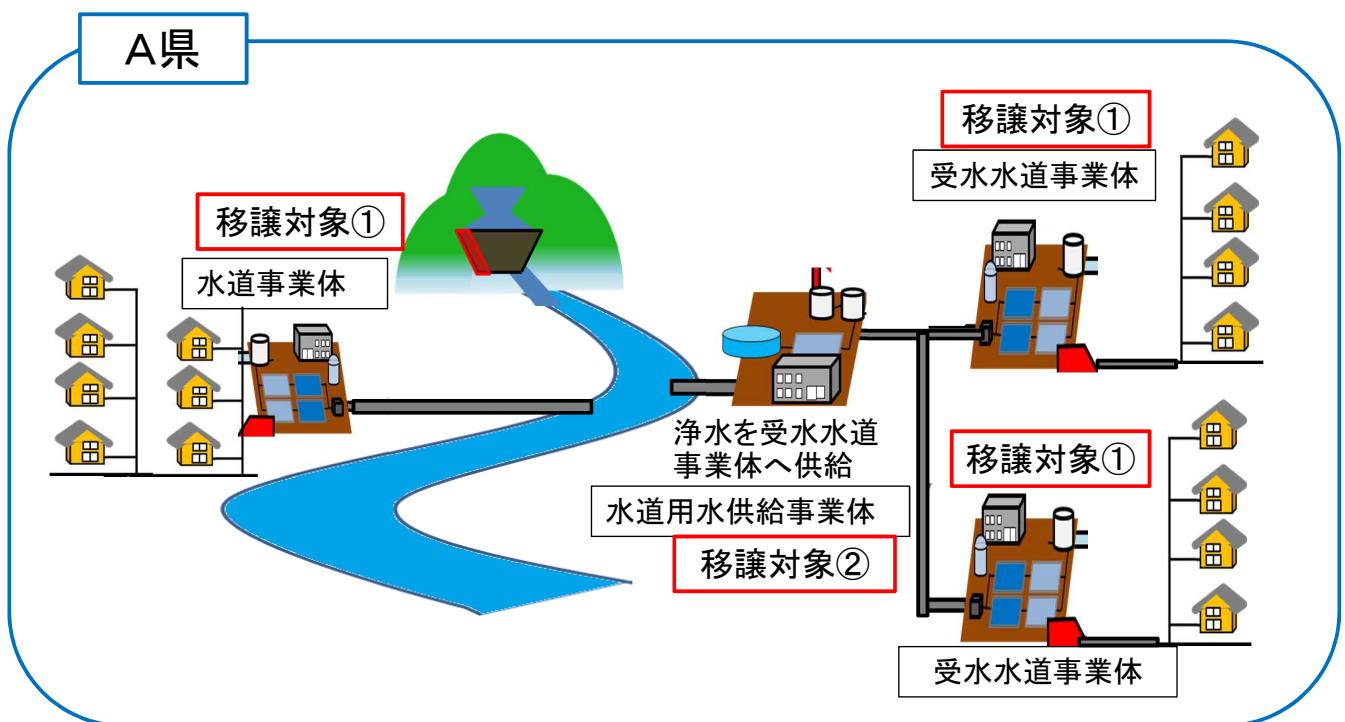 A県
移譲対象①
水道事業体
移譲対象①
受水水道事業体
浄水を受水水道
事業体へ供給
水道用水供給事業体
移譲対象②
移譲対象①
受水水道事業体